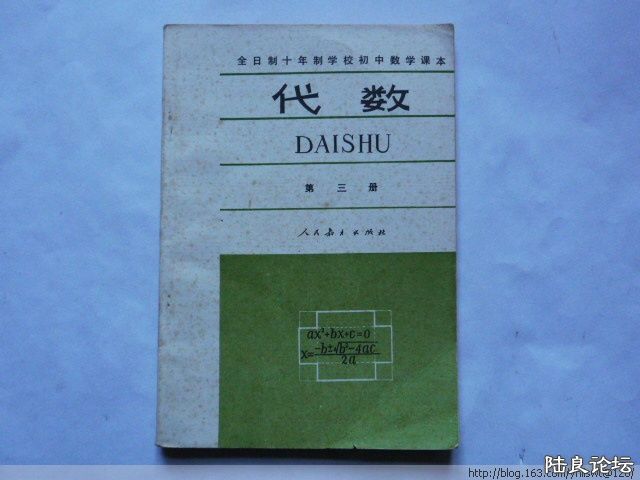 全日制十年制学校初中数学课本
代数
DAISHU
第三册
人民教育出版社
ax²+bx+c=0
x=(-b±√b²-4ac)/2a
陆良论坛